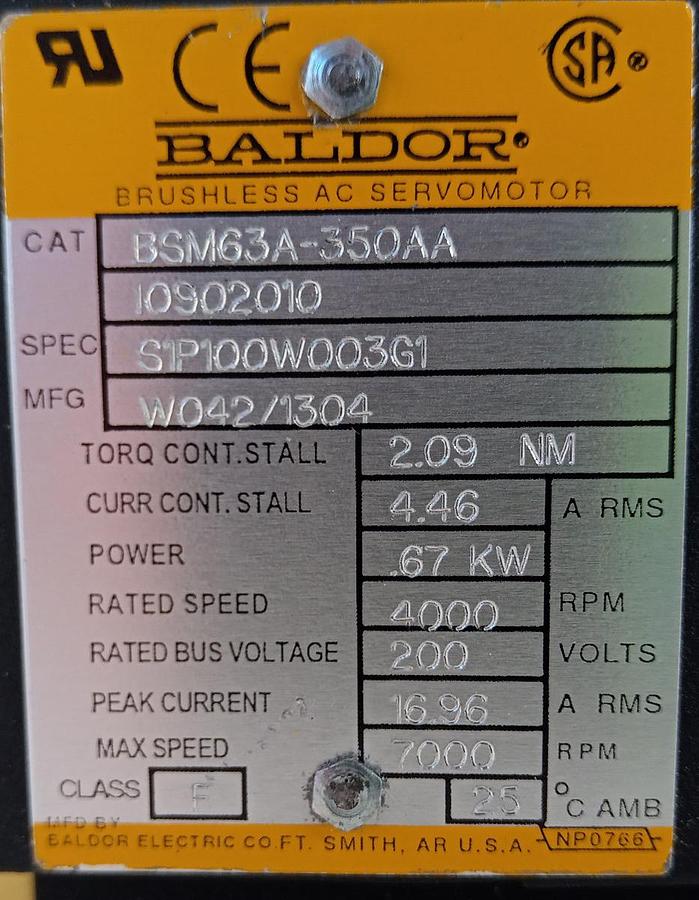 RU CE SA ®
BALDOR®
BRUSHLESS AC SERVOMOTOR
CAT BSM63A-350AA
10902010
SPEC S1P100W003G1
MFG W042/1304
TORQ CONT.STALL 2.09 NM
CURR CONT. STALL 4.46 A RMS
POWER .67 KW
RATED SPEED 4000 RPM
RATED BUS VOLTAGE 200 VOLTS
PEAK CURRENT 16.96 A RMS
MAX SPEED 7000 RPM
CLASS F 25 °C AMB
MFD BY
BALDOR ELECTRIC CO.FT. SMITH, AR U.S.A. NP0766